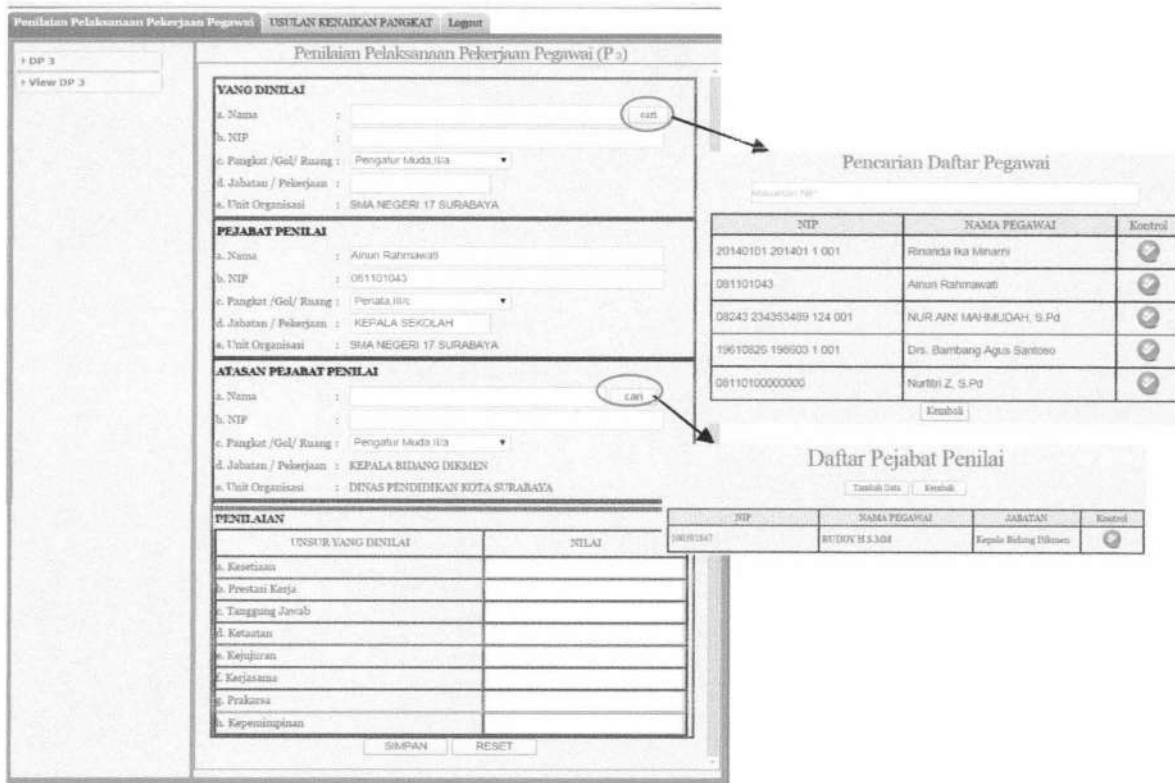 Penilaian Pelaksanaan Pekerjaan Pegawai USULAN KENAIKAN PANGKAT Logout
DP 3
View DP 3
Penilaian Pelaksanaan Pekerjaan Pegawai (P3)
YANG DINILAI
a. Nama : cari
b. NIP :
c. Pangkat /Gol/ Ruang : Pengatur Muda,II/a
d. Jabatan / Pekerjaan :
e. Unit Organisasi : SMA NEGERI 17 SURABAYA
PEJABAT PENILAI
a. Nama : Ainun Rahmawati
b. NIP : 081101043
c. Pangkat /Gol/ Ruang : Penata,III/c
d. Jabatan / Pekerjaan : KEPALA SEKOLAH
e. Unit Organisasi : SMA NEGERI 17 SURABAYA
ATASAN PEJABAT PENILAI
a. Nama : cari
b. NIP :
c. Pangkat /Gol/ Ruang : Pengatur Muda,II/a
d. Jabatan / Pekerjaan : KEPALA BIDANG DIKMEN
e. Unit Organisasi : DINAS PENDIDIKAN KOTA SURABAYA
PENILAIAN
UNSUR YANG DINILAI NILAI
a. Kesetiaan
b. Prestasi Kerja
c. Tanggung Jawab
d. Ketaatan
e. Kejujuran
f. Kerjasama
g. Prakarsa
h. Kepemimpinan
SIMPAN RESET
Pencarian Daftar Pegawai
NIP NAMA PEGAWAI Kontrol
20140101 201401 1 001 Rinanda Ika Minarni
081101043 Ainun Rahmawati
08243 234353489 124 001 NUR AINI MAHMUDAH, S.Pd
19610826 198603 1 001 Drs. Bambang Agus Santoso
08110100000000 Nurfitri Z, S.Pd
Kembali
Daftar Pejabat Penilai
Tambah Data Kembali
NIP NAMA PEGAWAI JABATAN Kontrol
RUDDY H.S.MM Kepala Bidang Dikmen